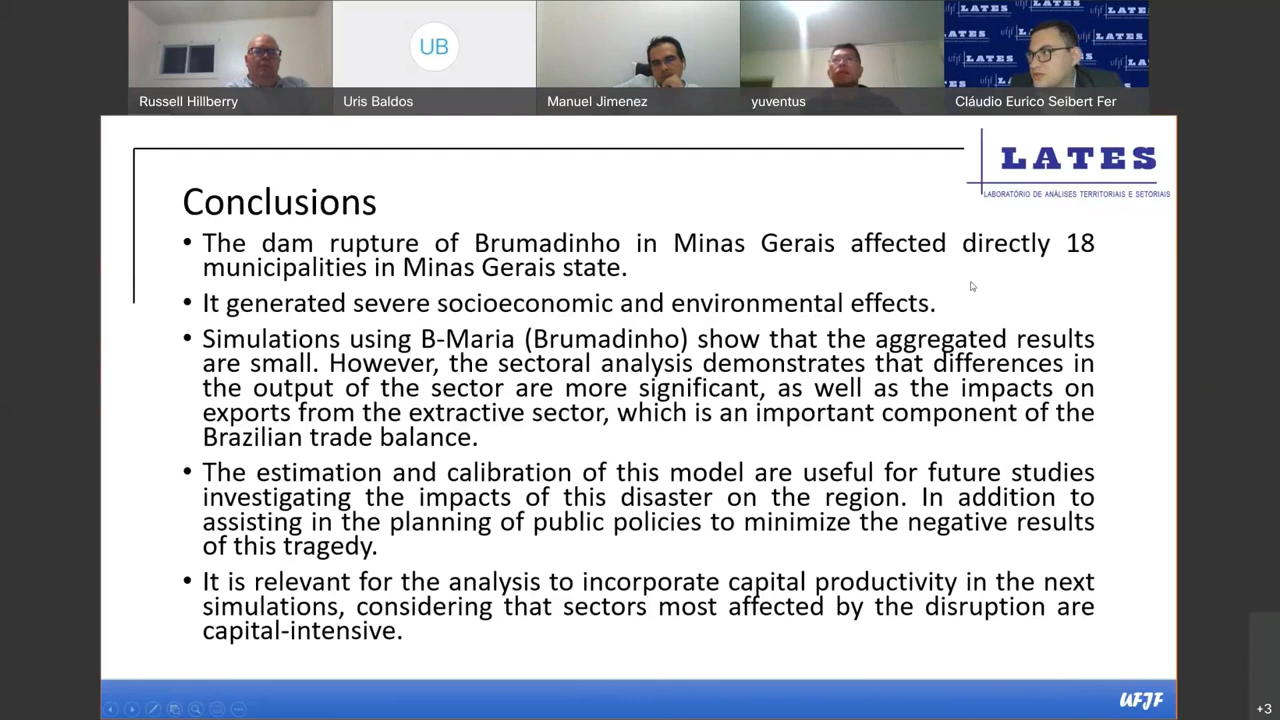 UB
Russell Hillberry
Uris Baldos
Manuel Jimenez
yuventus
Cláudio Eurico Seibert Fer
LATES
LABORATÓRIO DE ANÁLISES TERRITORIAIS E SETORIAIS
Conclusions
• The dam rupture of Brumadinho in Minas Gerais affected directly 18
municipalities in Minas Gerais state.
• It generated severe socioeconomic and environmental effects.
• Simulations using B-Maria (Brumadinho) show that the aggregated results
are small. However, the sectoral analysis demonstrates that differences in
the output of the sector are more significant, as well as the impacts on
exports from the extractive sector, which is an important component of the
Brazilian trade balance.
• The estimation and calibration of this model are useful for future studies
investigating the impacts of this disaster on the region. In addition to
assisting in the planning of public policies to minimize the negative results
of this tragedy.
• It is relevant for the analysis to incorporate capital productivity in the next
simulations, considering that sectors most affected by the disruption are
capital-intensive.
UFJF
+3